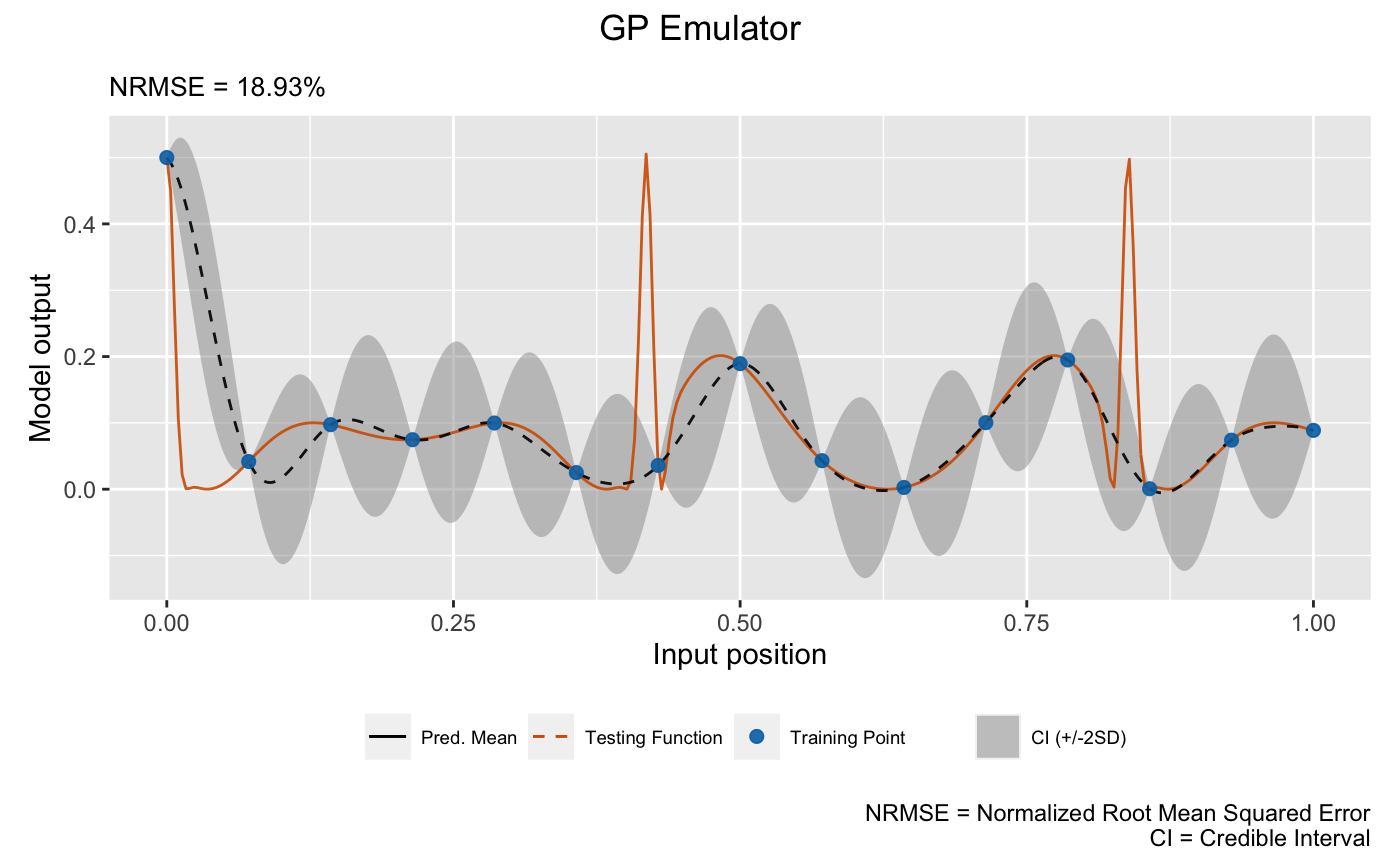 GP Emulator
NRMSE = 18.93%
Model output
0.4
0.2
0.0
0.00 0.25 0.50 0.75 1.00
Input position
Pred. Mean Testing Function Training Point CI (+/-2SD)
NRMSE = Normalized Root Mean Squared Error
CI = Credible Interval